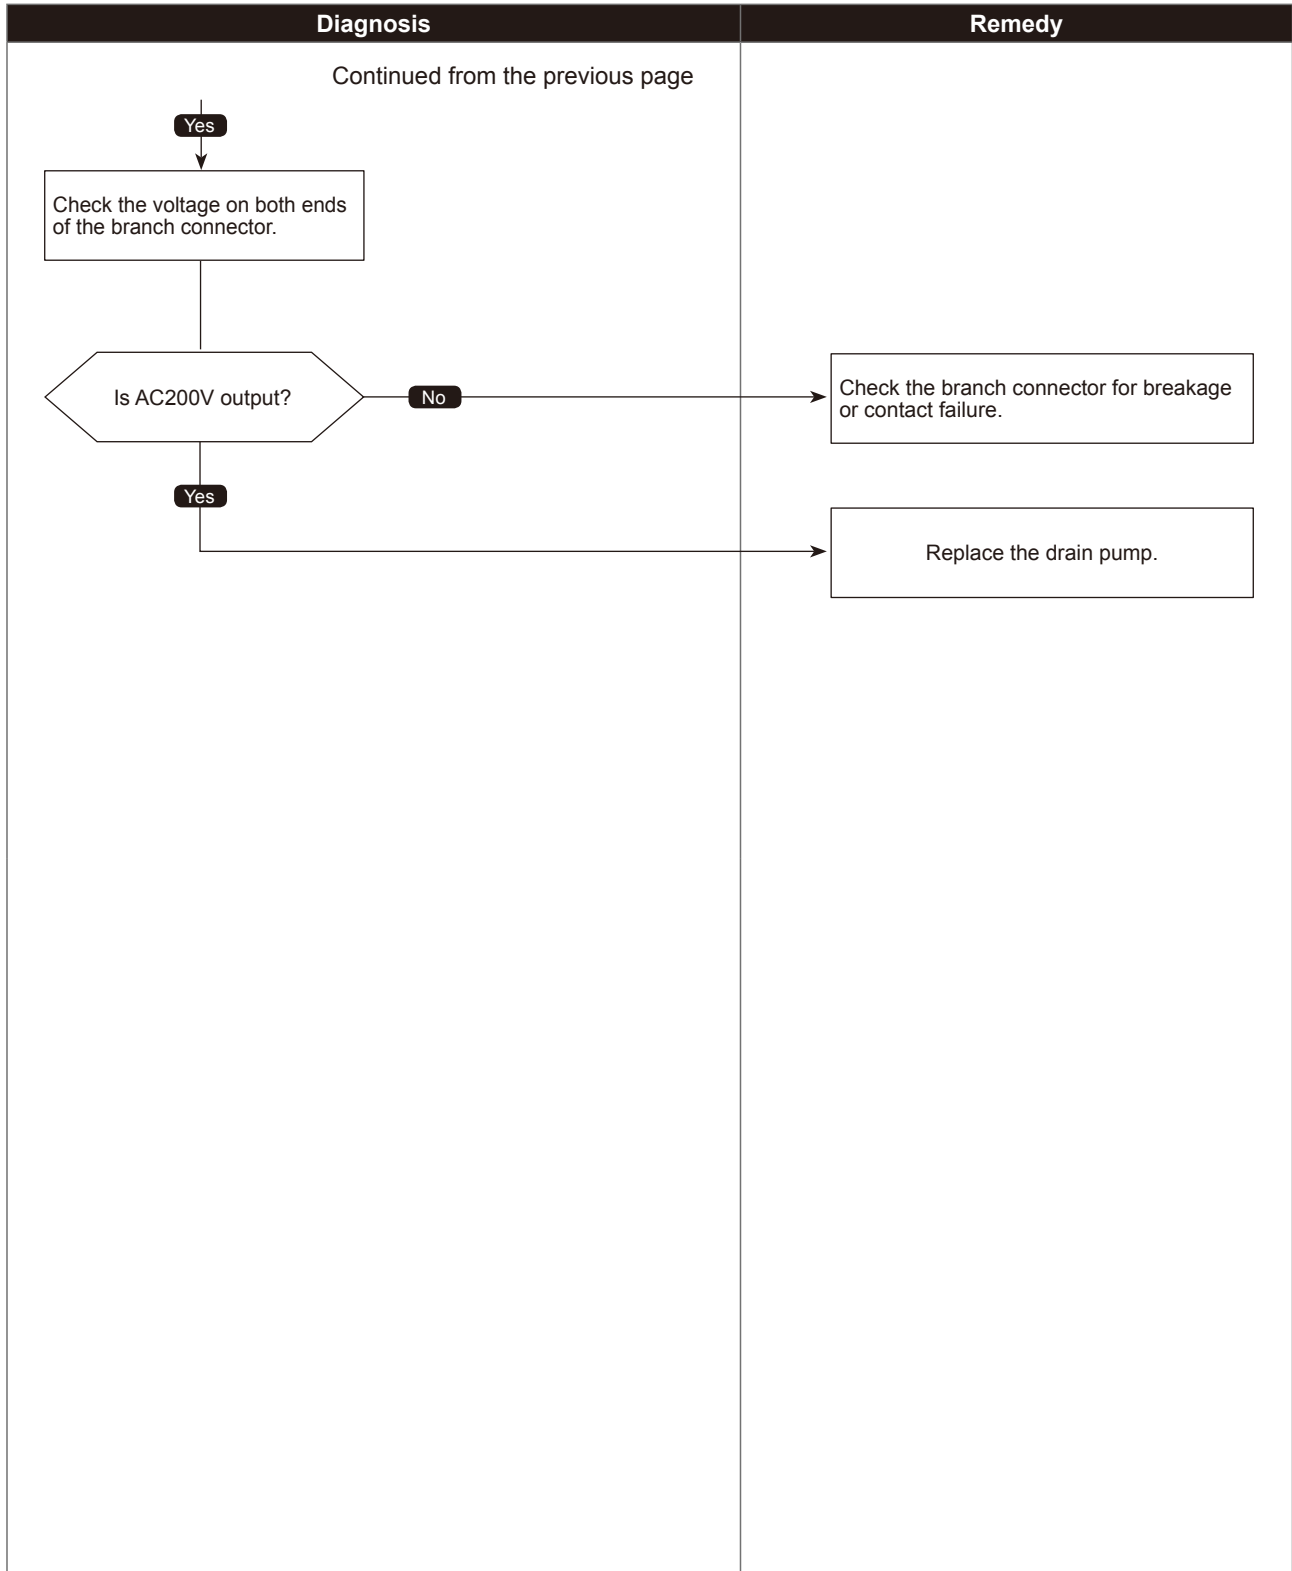 Diagnosis
Remedy
Continued from the previous page
Yes
Check the voltage on both ends
of the branch connector.
Is AC200V output?
No
Check the branch connector for breakage
or contact failure.
Yes
Replace the drain pump.